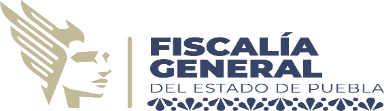 FISCALÍA
GENERAL
DEL ESTADO DE PUEBLA